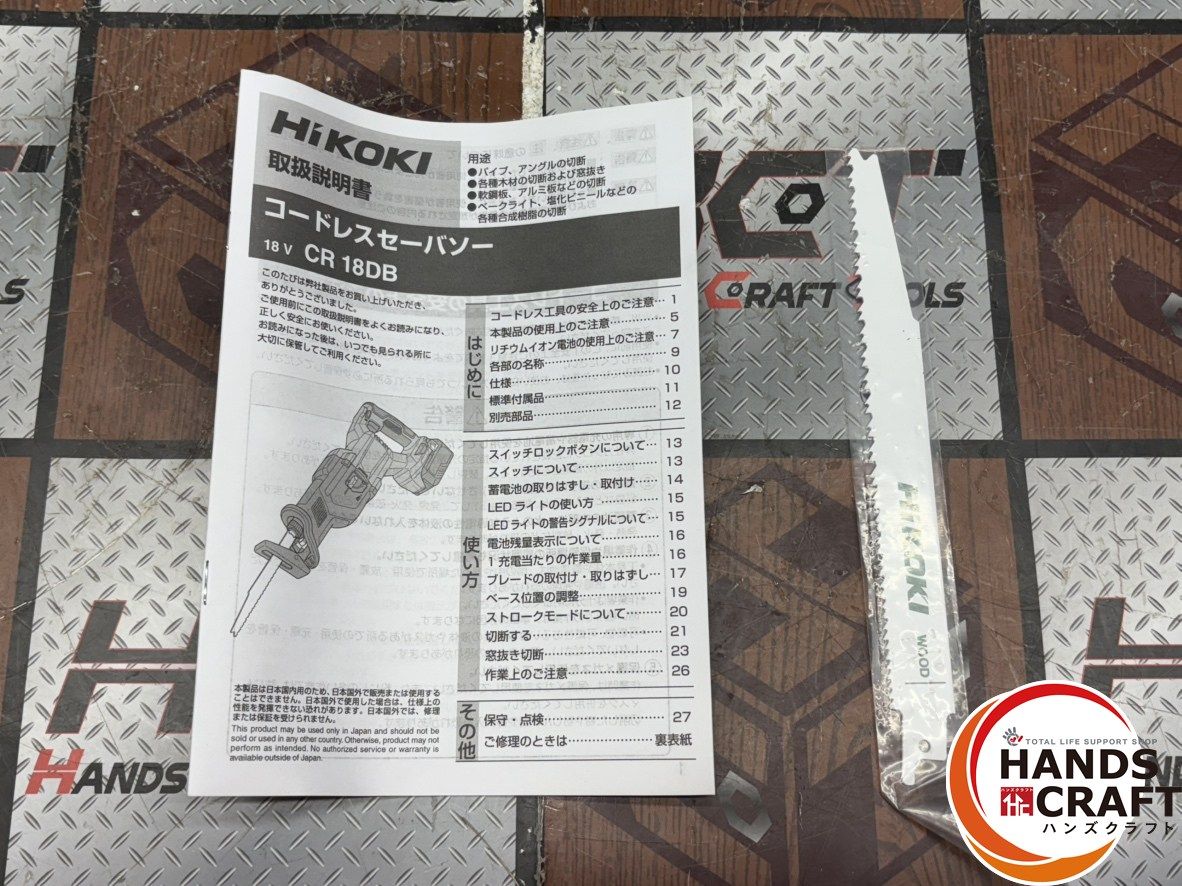 HiKOKI
取扱説明書
用途
●パイプ、アングルの切断
●各種木材の切断および窓抜き
●軟鋼板、アルミ板などの切断
●ベークライト、塩化ビニールなどの
各種合成樹脂の切断
コードレスセーバソー
18 V CR 18DB
このたびは弊社製品をお買い上げいただき、
ありがとうございました。
ご使用前にこの取扱説明書をよくお読みになり、
正しく安全にお使いください。
お読みになった後は、いつでも見られる所に
大切に保管してご利用ください。
はじめに
コードレス工具の安全上のご注意… 1
本製品の使用上のご注意…………… 5
リチウムイオン電池の使用上のご注意… 7
各部の名称…………………………… 9
仕様…………………………………… 10
標準付属品…………………………… 11
別売部品……………………………… 12
使い方
スイッチロックボタンについて… 13
スイッチについて………………… 13
蓄電池の取りはずし・取付け…… 14
LEDライトの使い方 …………… 15
LEDライトの警告シグナルについて… 15
電池残量表示について…………… 16
1充電当たりの作業量 …………… 16
ブレードの取付け・取りはずし… 17
ベース位置の調整………………… 19
ストロークモードについて……… 20
切断する…………………………… 21
窓抜き切断………………………… 23
作業上のご注意…………………… 26
その他
保守・点検………………………… 27
ご修理のときは……………… 裏表紙
本製品は日本国内用のため、日本国外で販売または使用する
ことはできません。日本国外で使用した場合は、仕様上の
性能を発揮できない恐れがあります。日本国外では、修理
または保証を受けられません。
This product may be used only in Japan and should not be
sold or used in any other country. Otherwise, product may not
perform as intended. No authorized service or warranty is
available outside of Japan.
HiKOKI WOOD
CRAFT TOOLS
HANDS
TOTAL LIFE SUPPORT SHOP
HANDS
ハンズクラフト
CRAFT
ハンズクラフト